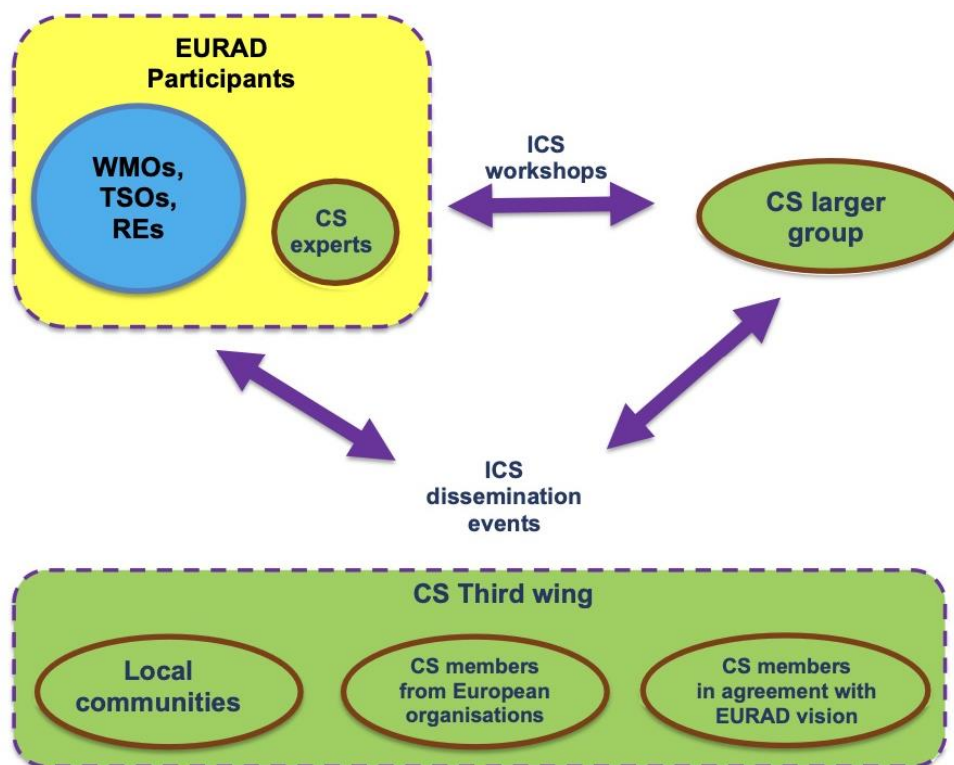 EURAD
Participants
WMOs,
TSOs,
REs
CS
experts
ICS
workshops
CS larger
group
ICS
dissemination
events
CS Third wing
Local
communities
CS members
from European
organisations
CS members
in agreement with
EURAD vision